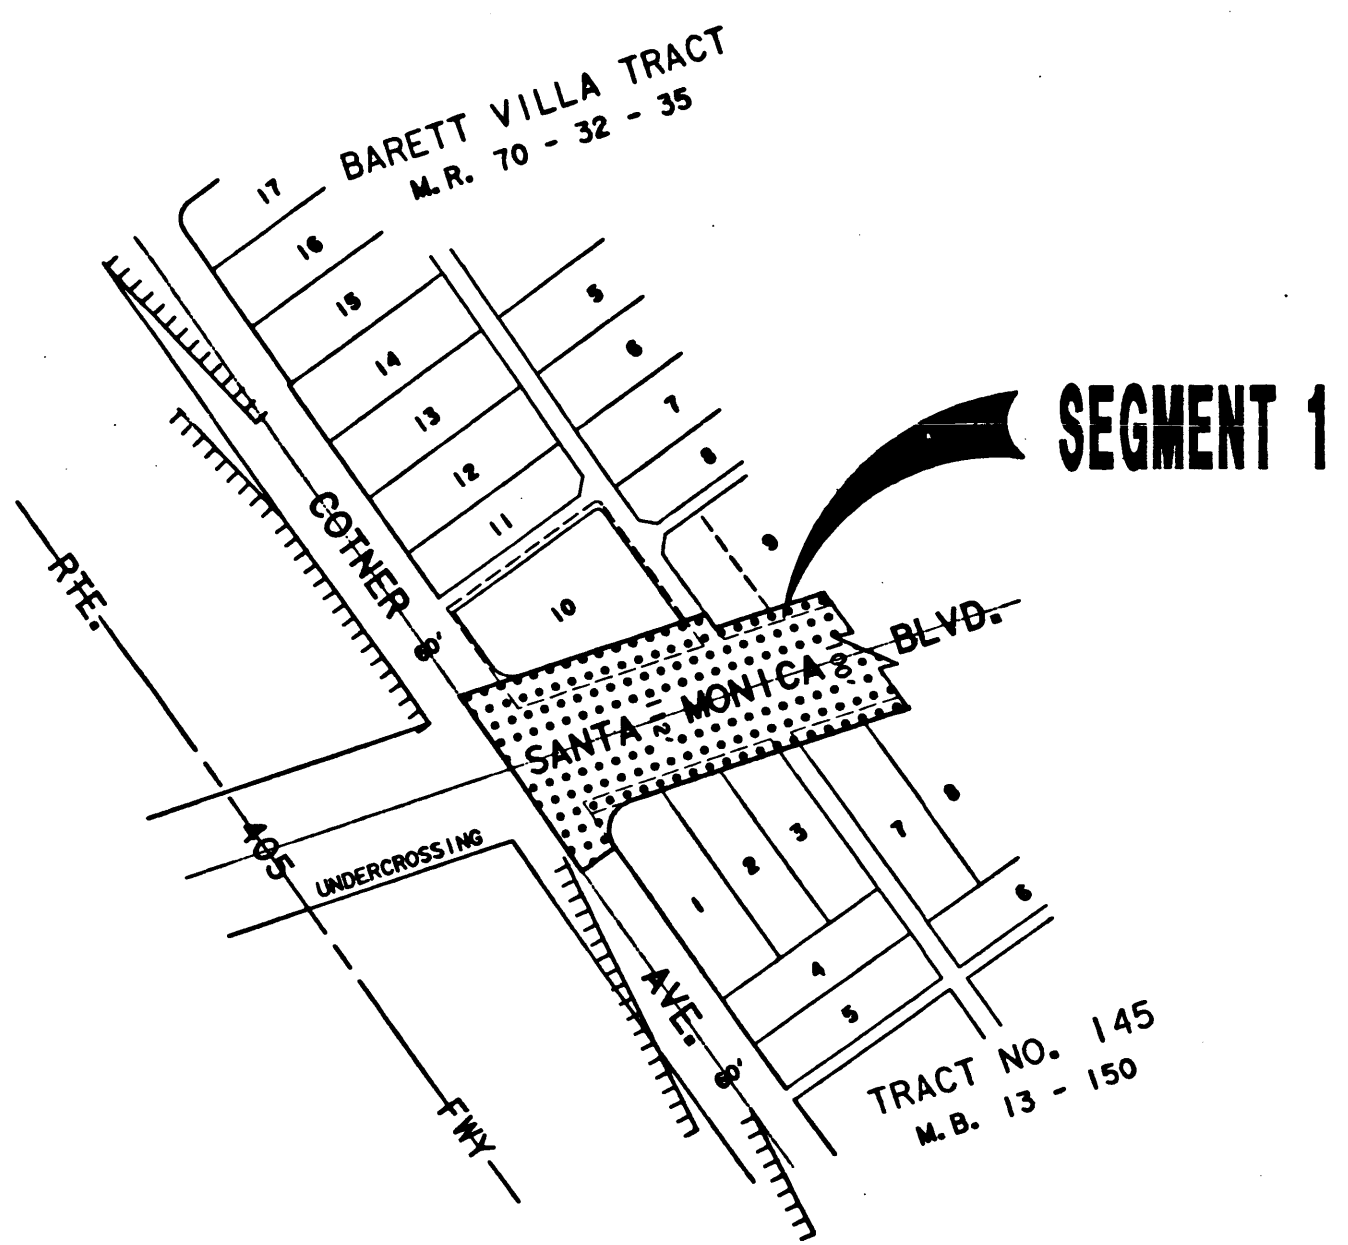 BARETT VILLA TRACT
M.R. 70 - 32 - 35
17
16
15
14
13
12
11
10
5
6
7
8
9
SEGMENT 1
COTNER
60'
RTE.
405
FWY
UNDERCROSSING
SANTA MONICA BLVD.
1
2
3
7
8
4
5
6
AVE.
60'
TRACT NO. 145
M.B. 13 - 150